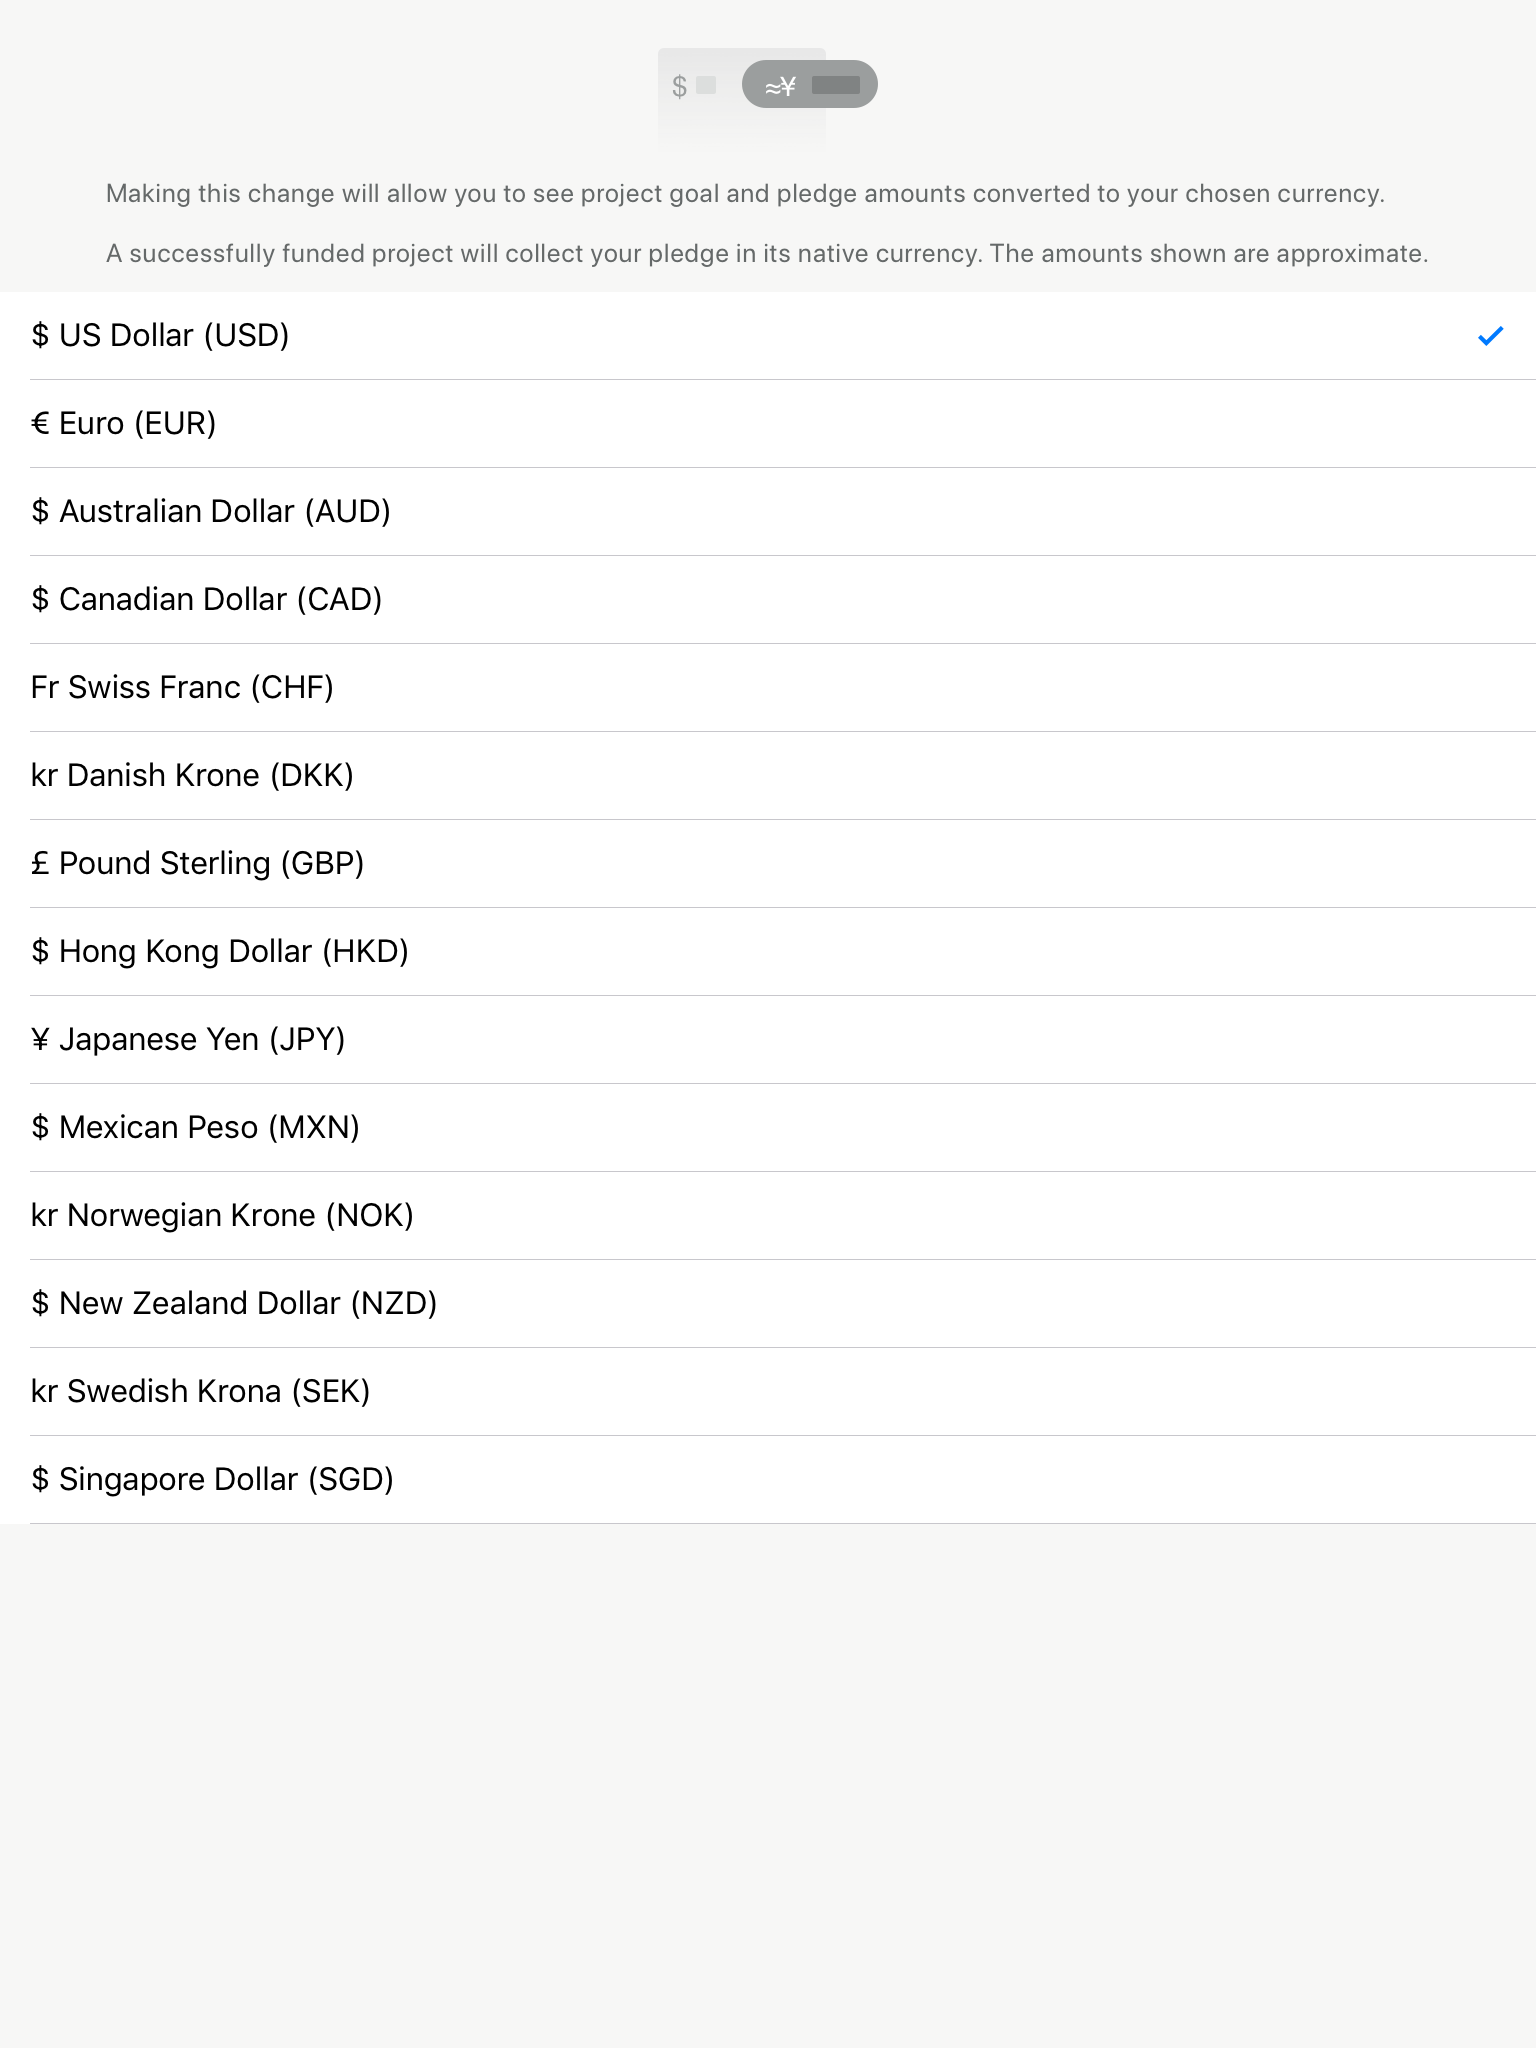 $ ≈¥
Making this change will allow you to see project goal and pledge amounts converted to your chosen currency.
A successfully funded project will collect your pledge in its native currency. The amounts shown are approximate.
$ US Dollar (USD)
€ Euro (EUR)
$ Australian Dollar (AUD)
$ Canadian Dollar (CAD)
Fr Swiss Franc (CHF)
kr Danish Krone (DKK)
£ Pound Sterling (GBP)
$ Hong Kong Dollar (HKD)
¥ Japanese Yen (JPY)
$ Mexican Peso (MXN)
kr Norwegian Krone (NOK)
$ New Zealand Dollar (NZD)
kr Swedish Krona (SEK)
$ Singapore Dollar (SGD)